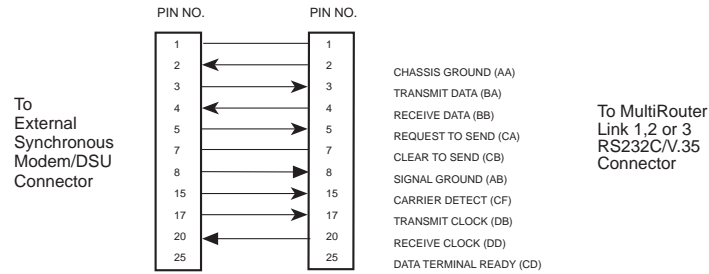 PIN NO. PIN NO.
1 1
2 2
CHASSIS GROUND (AA)
3 3
TRANSMIT DATA (BA)
4 4
RECEIVE DATA (BB)
5 5
REQUEST TO SEND (CA)
7 7
CLEAR TO SEND (CB)
8 8
SIGNAL GROUND (AB)
15 15
CARRIER DETECT (CF)
17 17
TRANSMIT CLOCK (DB)
20 20
RECEIVE CLOCK (DD)
25 25
DATA TERMINAL READY (CD)
To
External
Synchronous
Modem/DSU
Connector
To MultiRouter
Link 1,2 or 3
RS232C/V.35
Connector